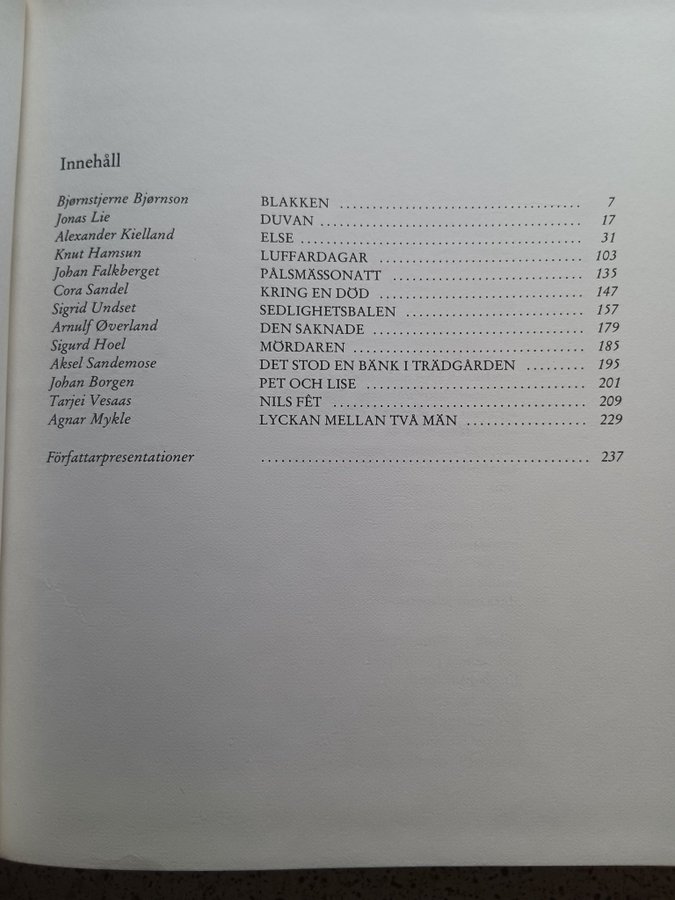 Innehåll
Bjørnstjerne Bjørnson BLAKKEN ........................................ 7
Jonas Lie DUVAN ........................................ 17
Alexander Kielland ELSE ........................................ 31
Knut Hamsun LUFFARDAGAR ................................ 103
Johan Falkberget PÅLSMÄSSONATT ............................ 135
Cora Sandel KRING EN DÖD ................................ 147
Sigrid Undset SEDLIGHETSBALEN ............................ 157
Arnulf Øverland DEN SAKNADE ................................ 179
Sigurd Hoel MÖRDAREN ................................ 185
Aksel Sandemose DET STOD EN BÄNK I TRÄDGÅRDEN ......... 195
Johan Borgen PET OCH LISE ................................ 201
Tarjei Vesaas NILS FÊT ................................ 209
Agnar Mykle LYCKAN MELLAN TVÅ MÄN .................. 229
Författarpresentationer ........................................ 237